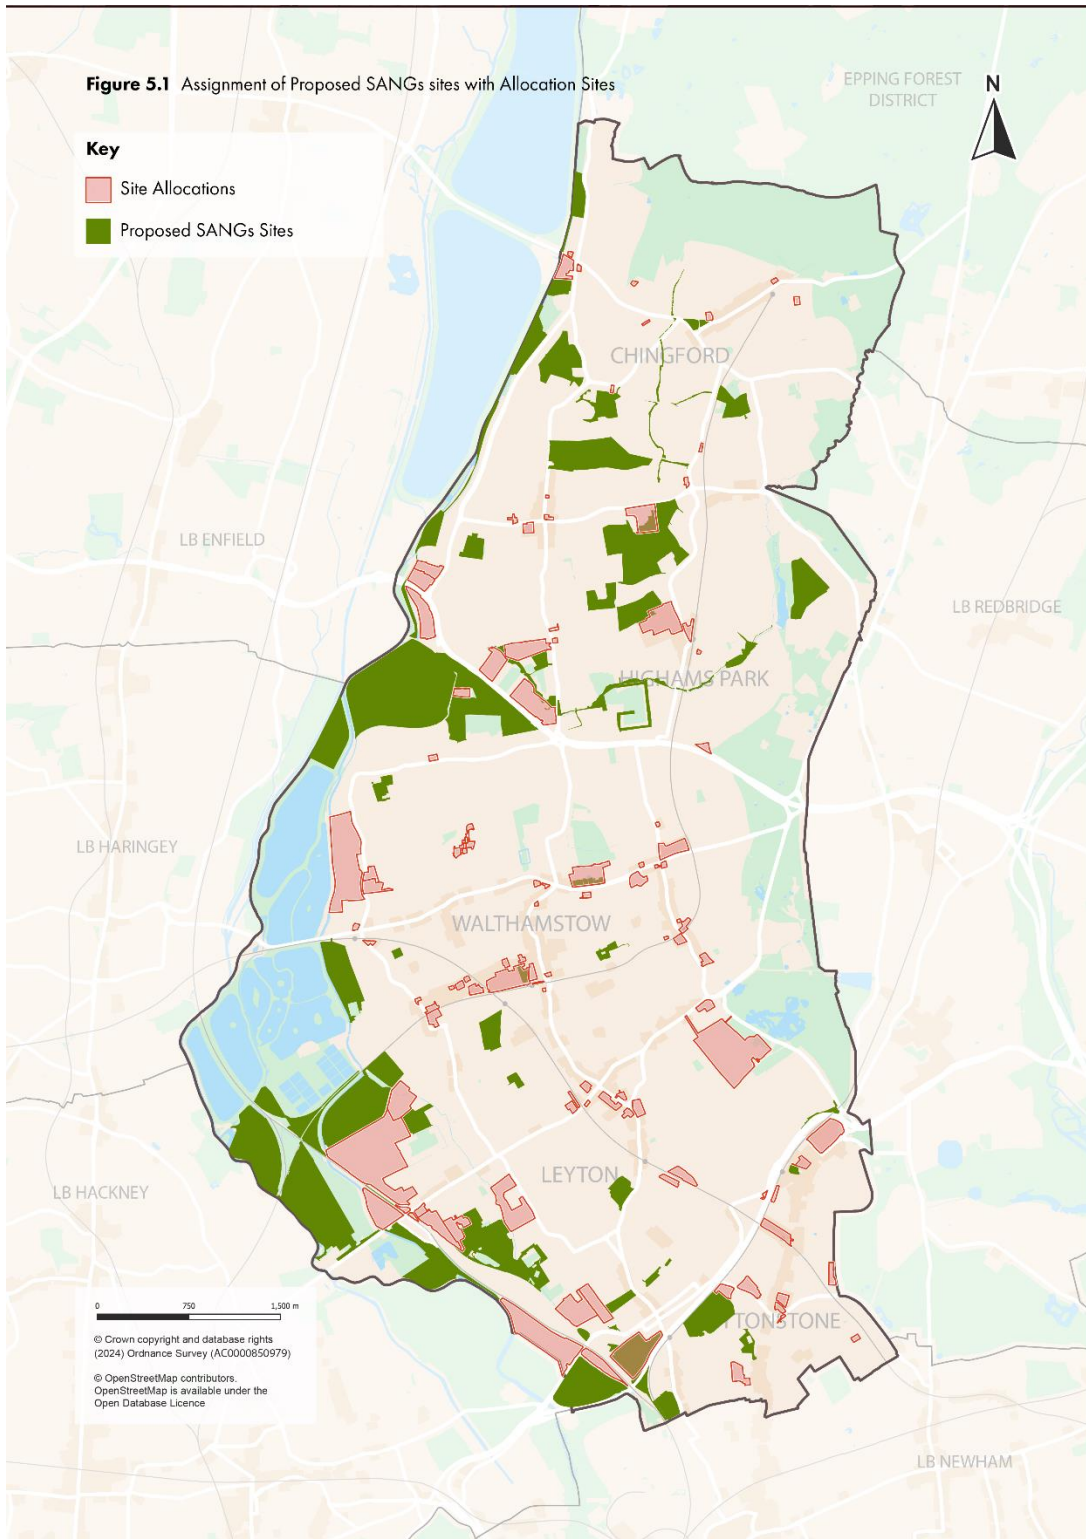 Figure 5.1 Assignment of Proposed SANGs sites with Allocation Sites
EPPING FOREST
DISTRICT
N
Key
Site Allocations
Proposed SANGs Sites
CHINGFORD
LB ENFIELD
LB REDBRIDGE
HIGHAMS PARK
LB HARINGEY
WALTHAMSTOW
LB HACKNEY
LEYTON
0 750 1,500 m
TONSTONE
© Crown copyright and database rights
(2024) Ordnance Survey (AC0000850979)
© OpenStreetMap contributors.
OpenStreetMap is available under the
Open Database Licence
LB NEWHAM